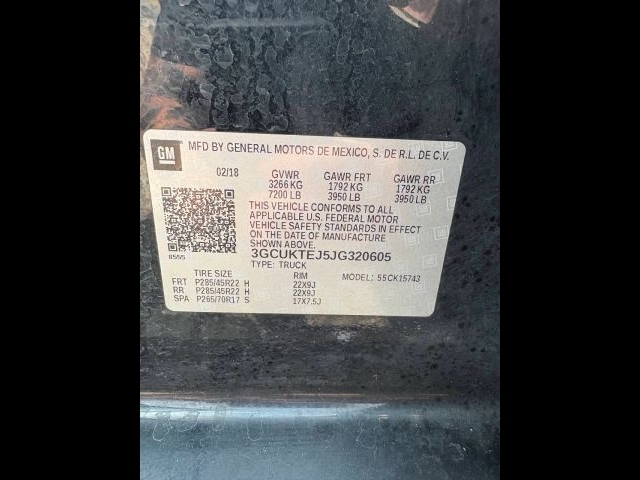 GM
MFD BY GENERAL MOTORS DE MEXICO, S. DE R.L. DE C.V.
02/18 GVWR GAWR FRT GAWR RR
3266 KG 1792 KG 1792 KG
7200 LB 3950 LB 3950 LB
THIS VEHICLE CONFORMS TO ALL
APPLICABLE U.S. FEDERAL MOTOR
VEHICLE SAFETY STANDARDS IN EFFECT
ON THE DATE OF MANUFACTURE
SHOWN ABOVE.
8555 3GCUKTEJ5JG320605
TYPE: TRUCK
TIRE SIZE RIM MODEL: 55CK15743
FRT P285/45R22 H 22X9J
RR P285/45R22 H 22X9J
SPA P265/70R17 S 17X7.5J